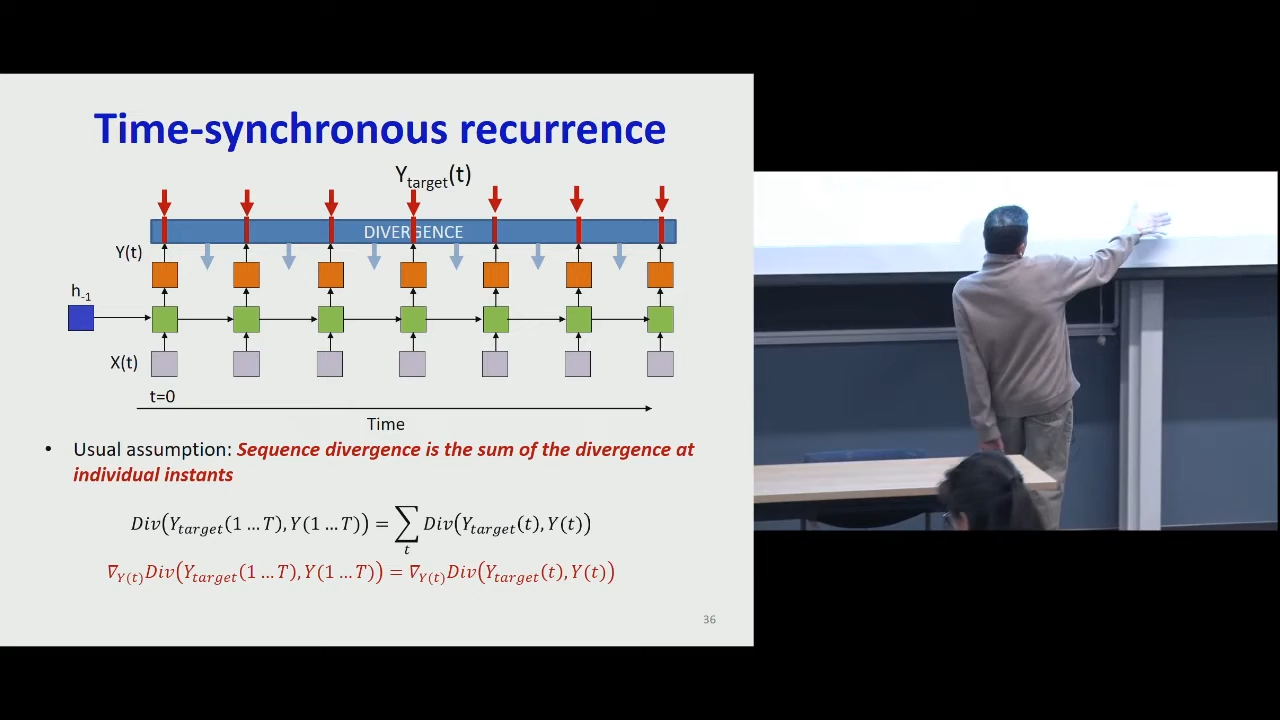 Time-synchronous recurrence
Y_target(t)
DIVERGENCE
Y(t)
h_-1
X(t)
t=0
Time
• Usual assumption: Sequence divergence is the sum of the divergence at
individual instants
Div(Y_target(1 … T), Y(1 … T)) = ∑_t Div(Y_target(t), Y(t))
∇_Y(t) Div(Y_target(1 … T), Y(1 … T)) = ∇_Y(t) Div(Y_target(t), Y(t))
36